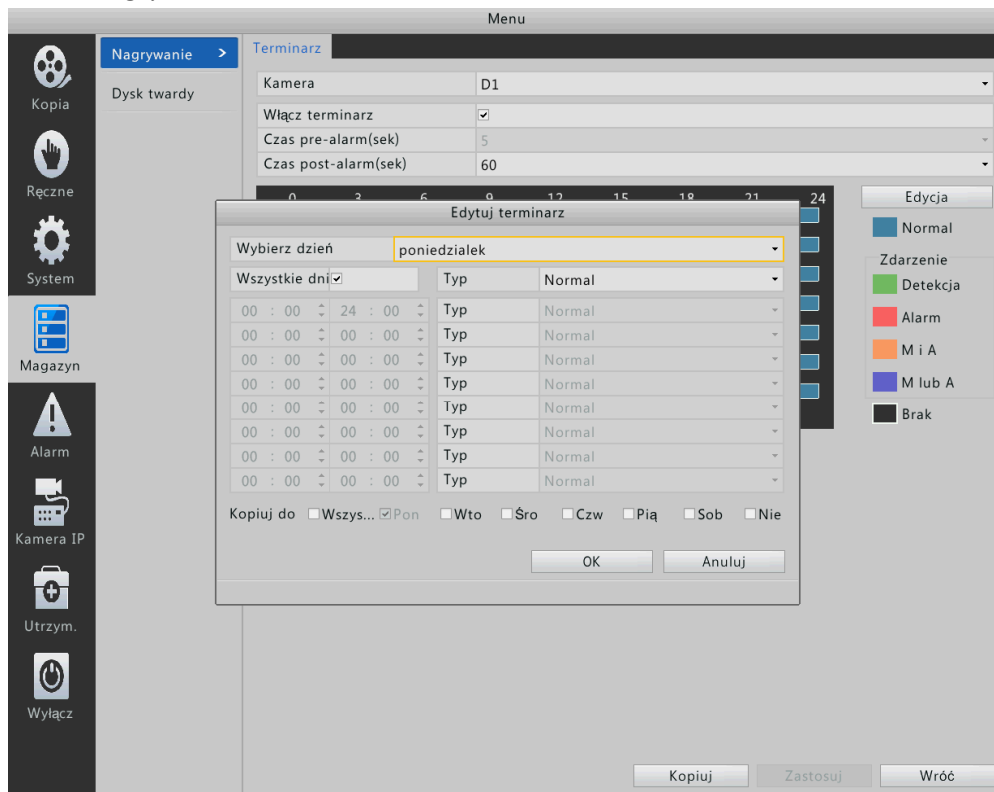 Menu
Kopia
Ręczne
System
Magazyn
Alarm
Kamera IP
Utrzym.
Wyłącz
Nagrywanie >
Dysk twardy
Terminarz
Kamera D1
Włącz terminarz
Czas pre-alarm(sek) 5
Czas post-alarm(sek) 60
0 3 6 9 12 15 18 21 24
Edycja
Normal
Zdarzenie
Detekcja
Alarm
M i A
M lub A
Brak
Edytuj terminarz
Wybierz dzień poniedzialek
Wszystkie dni Typ Normal
00 : 00 24 : 00 Typ Normal
00 : 00 00 : 00 Typ Normal
00 : 00 00 : 00 Typ Normal
00 : 00 00 : 00 Typ Normal
00 : 00 00 : 00 Typ Normal
00 : 00 00 : 00 Typ Normal
00 : 00 00 : 00 Typ Normal
00 : 00 00 : 00 Typ Normal
Kopiuj do Wszys... Pon Wto Śro Czw Pią Sob Nie
OK Anuluj
Kopiuj Zastosuj Wróć